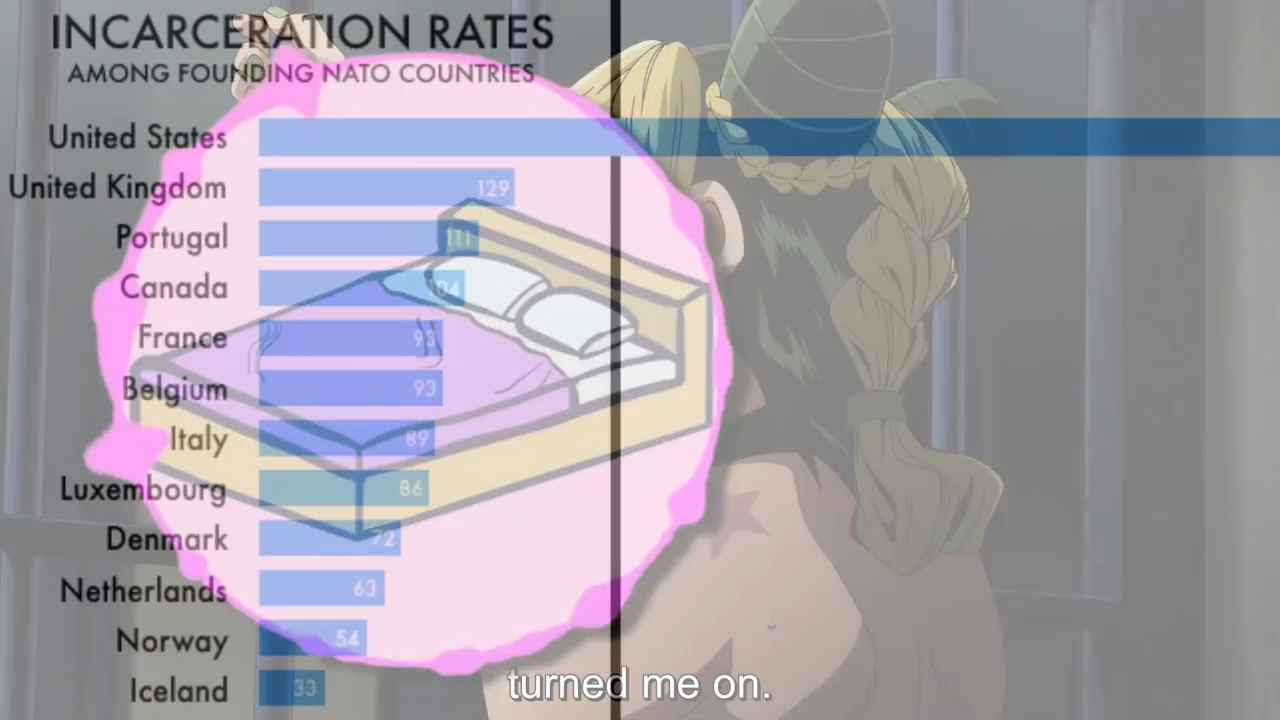 INCARCERATION RATES
AMONG FOUNDING NATO COUNTRIES
United States
United Kingdom 129
Portugal 111
Canada 104
France 93
Belgium 93
Italy 89
Luxembourg 86
Denmark 72
Netherlands 63
Norway 54
Iceland 33
turned me on.